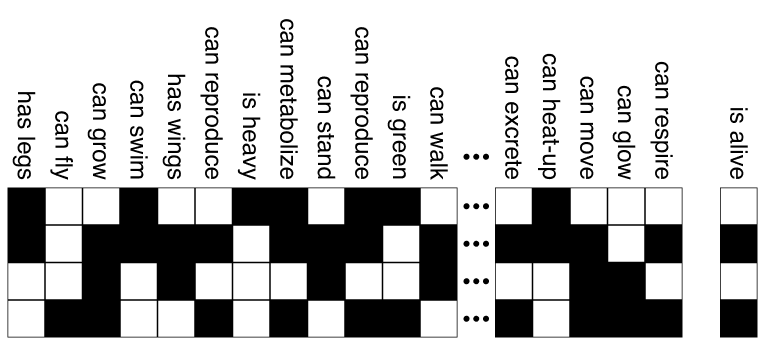 has legs
can fly
can grow
can swim
has wings
can reproduce
is heavy
can metabolize
can stand
can reproduce
is green
can walk
...
can excrete
can heat-up
can move
can glow
can respire
is alive
...
...
...
...